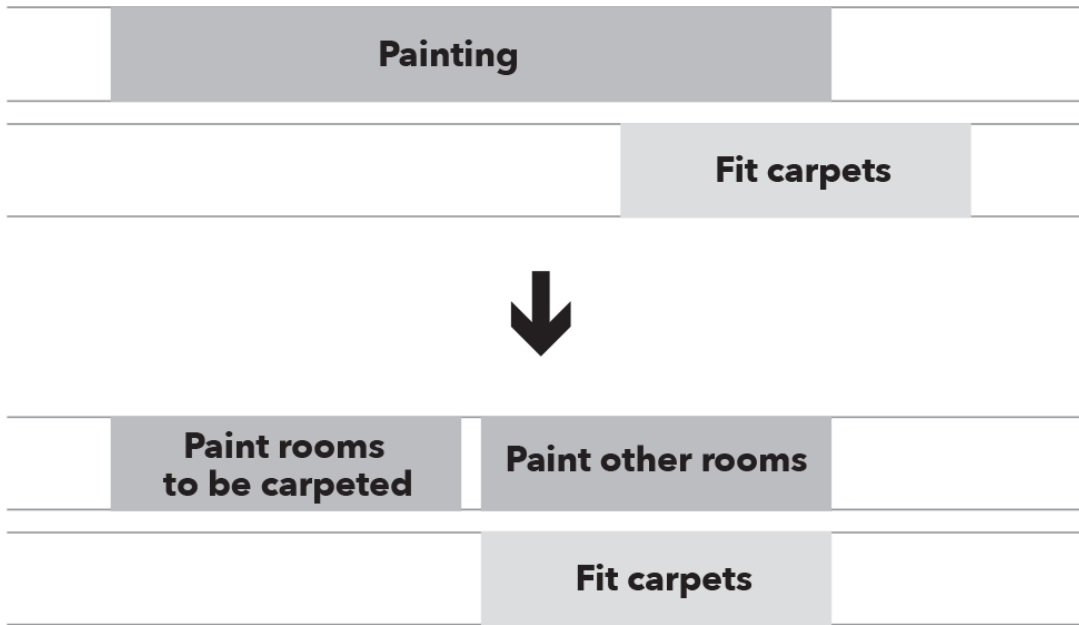 Painting
Fit carpets
Paint rooms
to be carpeted
Paint other rooms
Fit carpets